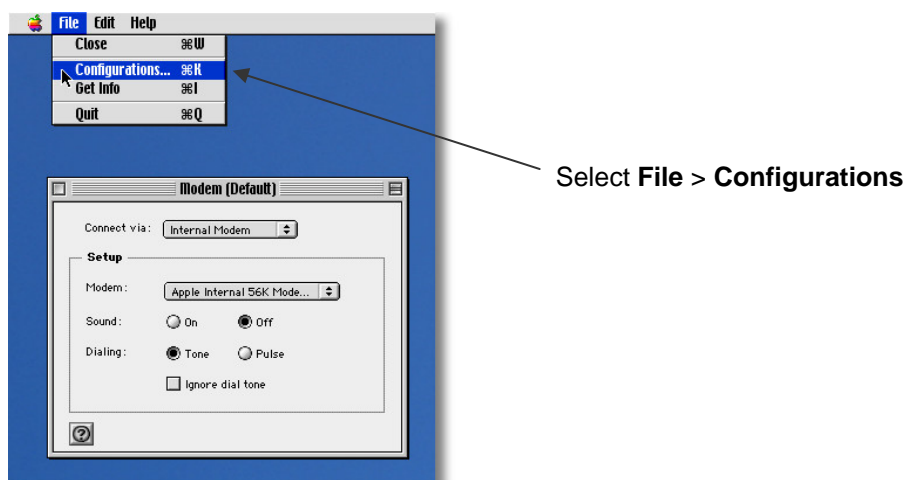 File Edit Help
Close ⌘W
Configurations... ⌘K
Get Info ⌘I
Quit ⌘Q
Select File > Configurations
Modem (Default)
Connect via: Internal Modem
Setup
Modem: Apple Internal 56K Mode...
Sound: On Off
Dialing: Tone Pulse
Ignore dial tone
?